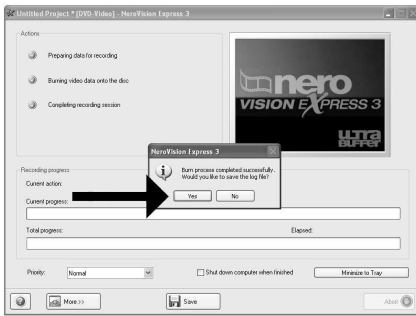 Untitled Project *[DVD-Video] - NeroVision Express 3
Actions
Preparing data for recording
Burning video data onto the disc
Completing recording session
nero
VISION EXPRESS 3
ULTRA
BUFFER
NeroVision Express 3
Burn process completed successfully.
Would you like to save the log file?
Yes
No
Recording progress
Current action:
Current progress:
Total progress:
Elapsed:
Priority:
Normal
Shut down computer when finished
Minimize to Tray
More >>
Save
Abort